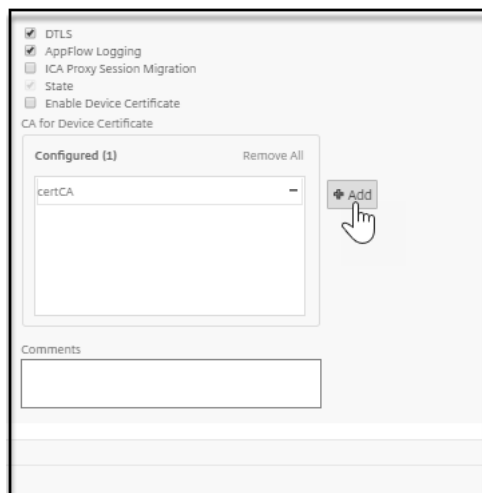 DTLS
AppFlow Logging
ICA Proxy Session Migration
State
Enable Device Certificate
CA for Device Certificate
Configured (1) Remove All
certCA
Add
Comments